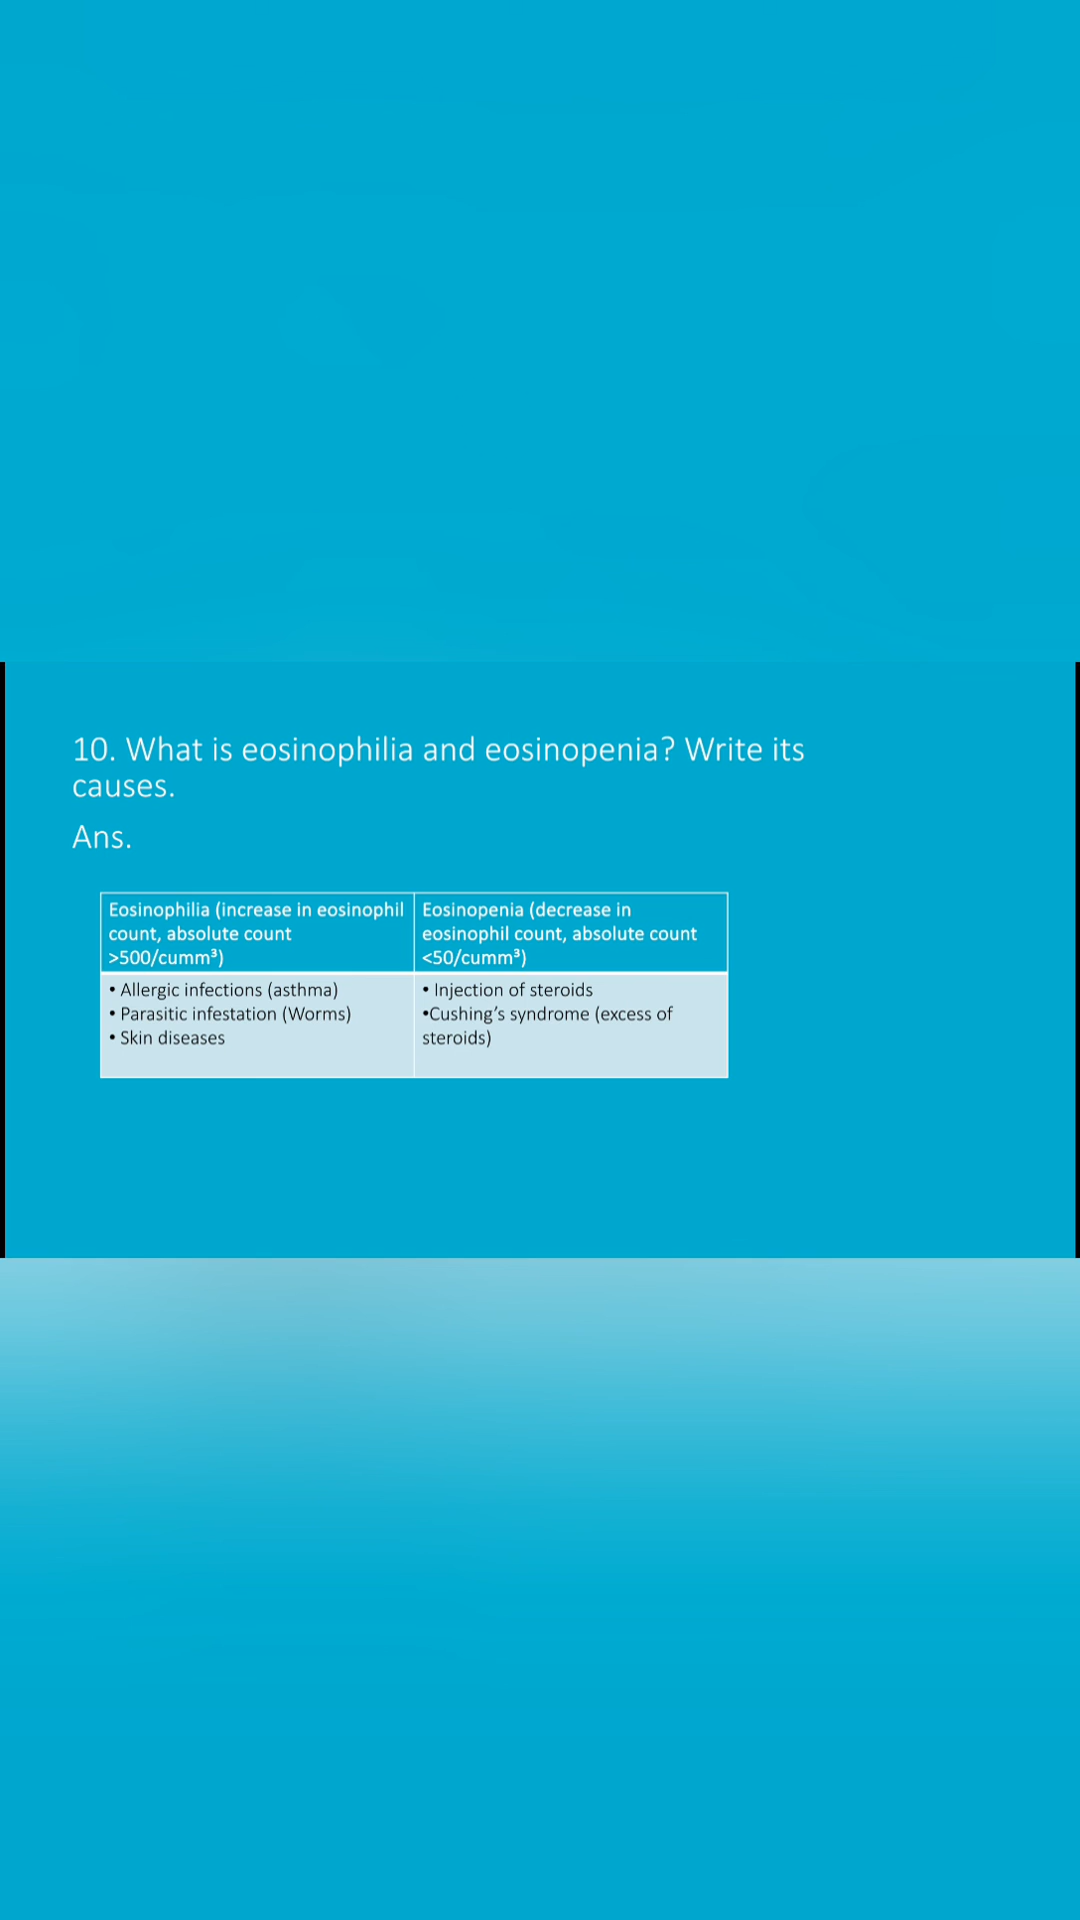 10. What is eosinophilia and eosinopenia? Write its
causes.
Ans.
Eosinophilia (increase in eosinophil
count, absolute count
>500/cumm³)
Eosinopenia (decrease in
eosinophil count, absolute count
<50/cumm³)
• Allergic infections (asthma)
• Parasitic infestation (Worms)
• Skin diseases
• Injection of steroids
•Cushing’s syndrome (excess of
steroids)